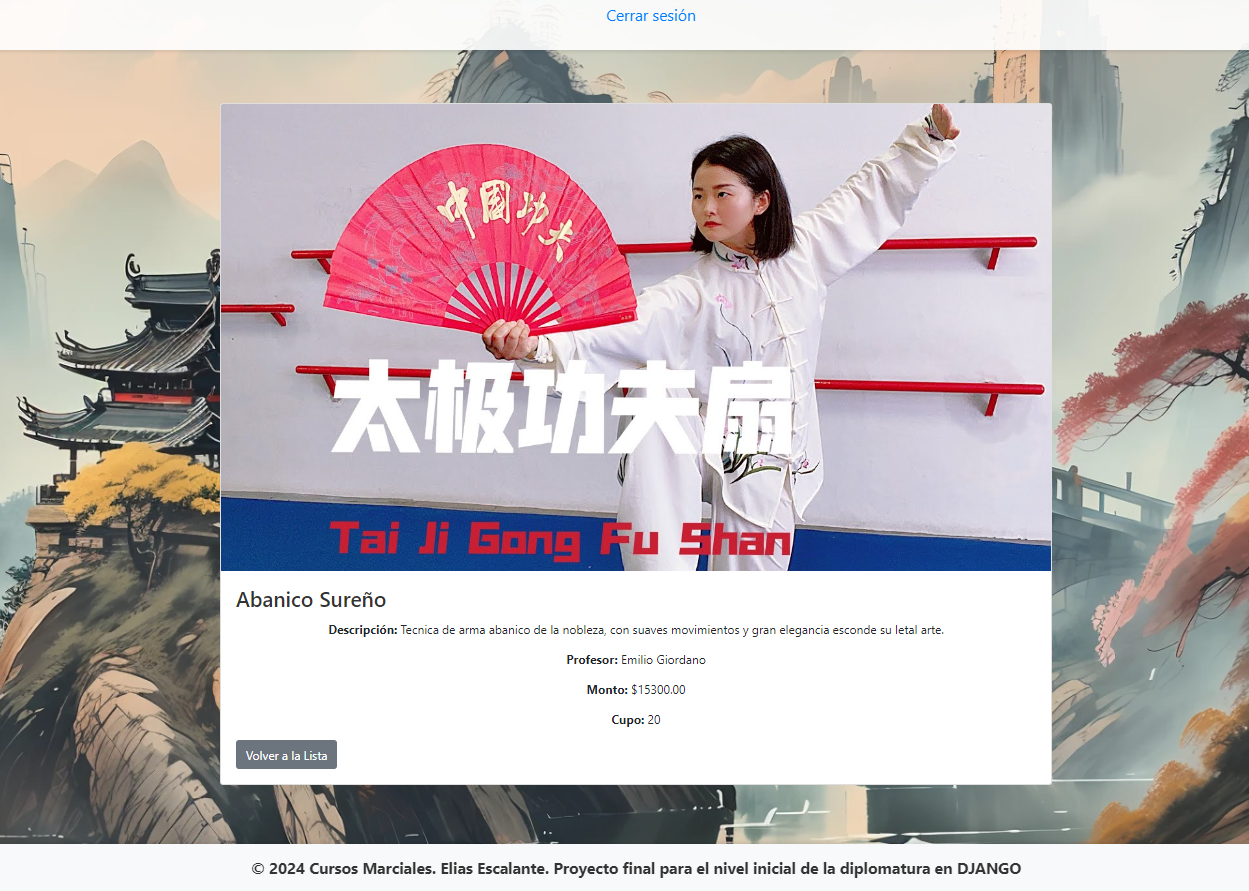 Cerrar sesión
中国功夫
太极功夫扇
Tai Ji Gong Fu Shan
Abanico Sureño
Descripción: Tecnica de arma abanico de la nobleza, con suaves movimientos y gran elegancia esconde su letal arte.
Profesor: Emilio Giordano
Monto: $15300.00
Cupo: 20
Volver a la Lista
© 2024 Cursos Marciales. Elias Escalante. Proyecto final para el nivel inicial de la diplomatura en DJANGO